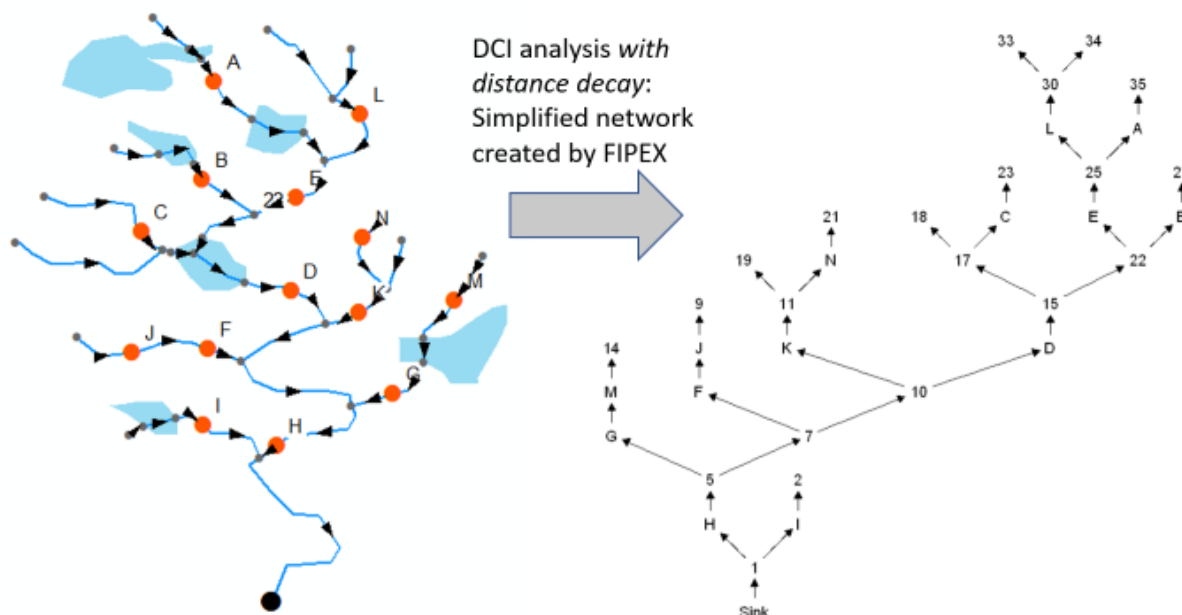 A
L
B
E
22
C
N
D
K
M
J
F
G
I
H
DCI analysis with
distance decay:
Simplified network
created by FIPEX
33 34
30 35
L A
23 25
18 C E
21 17 22
19 N
9 11 15
14 J K D
M F 10
G 7
5 2
H I
1
Sink